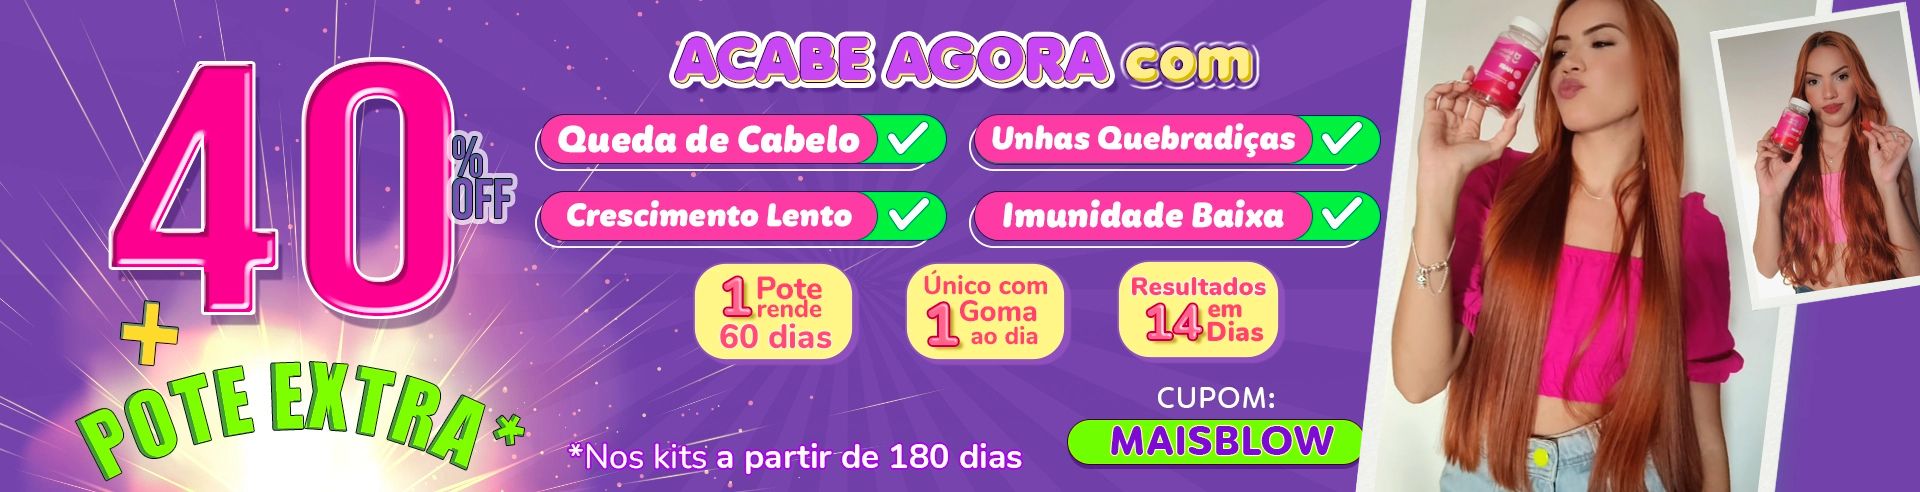 40
%
OFF
+
POTE EXTRA*
ACABE AGORA com
Queda de Cabelo
Unhas Quebradiças
Crescimento Lento
Imunidade Baixa
1 Pote
rende
60 dias
Único com
1 Goma
ao dia
Resultados
14 em
Dias
CUPOM:
MAISBLOW
*Nos kits a partir de 180 dias